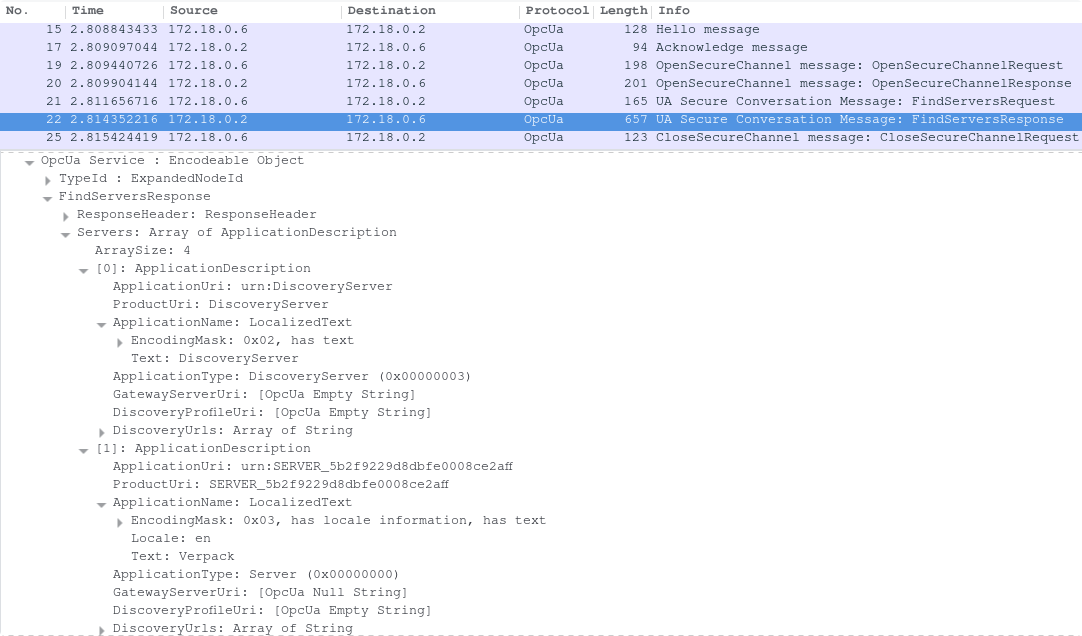 No. Time Source Destination Protocol Length Info
15 2.808843433 172.18.0.6 172.18.0.2 OpcUa 128 Hello message
17 2.809097044 172.18.0.2 172.18.0.6 OpcUa 94 Acknowledge message
19 2.809440726 172.18.0.6 172.18.0.2 OpcUa 198 OpenSecureChannel message: OpenSecureChannelRequest
20 2.809904144 172.18.0.2 172.18.0.6 OpcUa 201 OpenSecureChannel message: OpenSecureChannelResponse
21 2.811656716 172.18.0.6 172.18.0.2 OpcUa 165 UA Secure Conversation Message: FindServersRequest
22 2.814352216 172.18.0.2 172.18.0.6 OpcUa 657 UA Secure Conversation Message: FindServersResponse
25 2.815424419 172.18.0.6 172.18.0.2 OpcUa 123 CloseSecureChannel message: CloseSecureChannelRequest
OpcUa Service : Encodeable Object
TypeId : ExpandedNodeId
FindServersResponse
ResponseHeader: ResponseHeader
Servers: Array of ApplicationDescription
ArraySize: 4
[0]: ApplicationDescription
ApplicationUri: urn:DiscoveryServer
ProductUri: DiscoveryServer
ApplicationName: LocalizedText
EncodingMask: 0x02, has text
Text: DiscoveryServer
ApplicationType: DiscoveryServer (0x00000003)
GatewayServerUri: [OpcUa Empty String]
DiscoveryProfileUri: [OpcUa Empty String]
DiscoveryUrls: Array of String
[1]: ApplicationDescription
ApplicationUri: urn:SERVER_5b2f9229d8dbfe0008ce2aff
ProductUri: SERVER_5b2f9229d8dbfe0008ce2aff
ApplicationName: LocalizedText
EncodingMask: 0x03, has locale information, has text
Locale: en
Text: Verpack
ApplicationType: Server (0x00000000)
GatewayServerUri: [OpcUa Null String]
DiscoveryProfileUri: [OpcUa Empty String]
DiscoveryUrls: Array of String